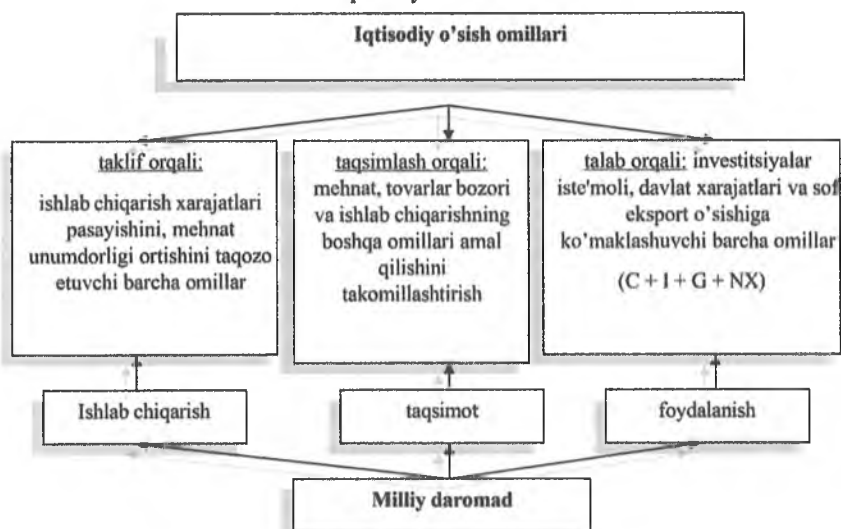 Iqtisodiy o'sish omillari
taklif orqali:
ishlab chiqarish xarajatlari
pasayishini, mehnat
unumdorligi ortishini taqozo
etuvchi barcha omillar
taqsimlash orqali:
mehnat, tovarlar bozori
va ishlab chiqarishning
boshqa omillari amal
qilishini
takomillashtirish
talab orqali: investitsiyalar
iste'moli, davlat xarajatlari va sof
eksport o'sishiga
ko'maklashuvchi barcha omillar
(C + I + G + NX)
Ishlab chiqarish
taqsimot
foydalanish
Milliy daromad